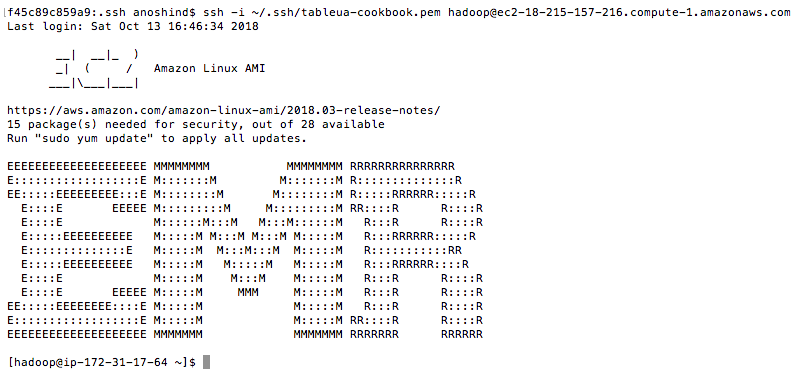 f45c89c859a9:.ssh anoshind$ ssh -i ~/.ssh/tableua-cookbook.pem hadoop@ec2-18-215-157-216.compute-1.amazonaws.com
Last login: Sat Oct 13 16:46:34 2018

       __|  __|_  )
       _|  (     /   Amazon Linux AMI
      ___|\___|___|

https://aws.amazon.com/amazon-linux-ami/2018.03-release-notes/
15 package(s) needed for security, out of 28 available
Run "sudo yum update" to apply all updates.

EEEEEEEEEEEEEEEEEEEE MMMMMMMM           MMMMMMMM RRRRRRRRRRRRRRR
E::::::::::::::::::E M:::::::M         M:::::::M R::::::::::::::R
EE:::::EEEEEEEEE:::E M::::::::M       M::::::::M R:::::RRRRRR:::::R
  E::::E       EEEEE M:::::::::M     M:::::::::M RR::::R      R::::R
  E::::E             M::::::M:::M   M:::M::::::M   R:::R      R::::R
  E:::::EEEEEEEEEE   M:::::M M:::M M:::M M:::::M   R:::RRRRRR:::::R
  E::::::::::::::E   M:::::M  M:::M:::M  M:::::M   R:::::::::::RR
  E:::::EEEEEEEEEE   M:::::M   M:::::M   M:::::M   R:::RRRRRR::::R
  E::::E             M:::::M    M:::M    M:::::M   R:::R      R::::R
  E::::E       EEEEE M:::::M     MMM     M:::::M   R:::R      R::::R
EE:::::EEEEEEEE::::E M:::::M             M:::::M   R:::R      R::::R
E::::::::::::::::::E M:::::M             M:::::M RR::::R      R::::R
EEEEEEEEEEEEEEEEEEEE MMMMMMM             MMMMMMM RRRRRRR      RRRRRR

[hadoop@ip-172-31-17-64 ~]$